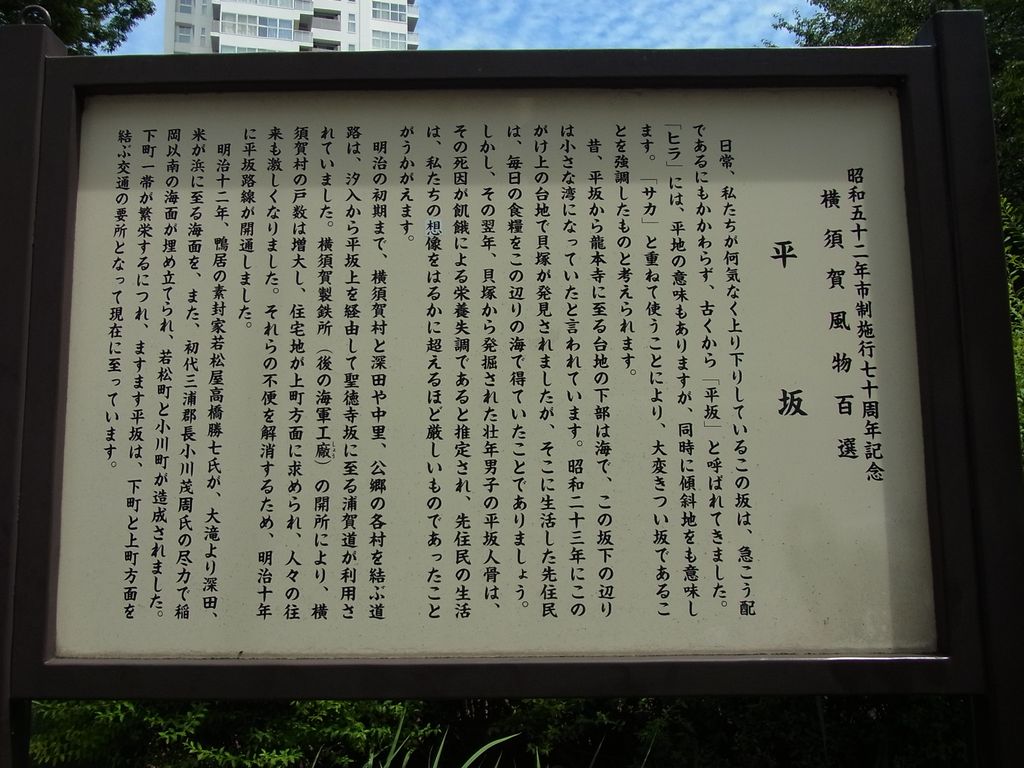 昭和五十二年市制施行七十周年記念
横須賀風物百選
平坂
日常、私たちが何気なく上り下りしているこの坂は、急こう配
であるにもかかわらず、古くから「平坂」と呼ばれてきました。
「ヒラ」には、平地の意味もありますが、同時に傾斜地をも意味し
ます。「サカ」と重ねて使うことにより、大変きつい坂であるこ
とを強調したものと考えられます。
昔、平坂から龍本寺に至る台地の下部は海で、この坂下の辺り
は小さな湾になっていたと言われています。昭和二十三年にこの
がけ上の台地で貝塚が発見されましたが、そこに生活した先住民
は、毎日の食糧をこの辺りの海で得ていたことでありましょう。
しかし、その翌年、貝塚から発掘された壮年男子の平坂人骨は、
その死因が飢餓による栄養失調であると推定され、先住民の生活
は、私たちの想像をはるかに超えるほど厳しいものであったこと
がうかがえます。
明治の初期まで、横須賀村と深田や中里、公郷の各村を結ぶ道
路は、汐入から平坂上を経由して聖徳寺坂に至る浦賀道が利用さ
れていました。横須賀製鉄所（後の海軍工廠）の開所により、横
須賀村の戸数は増大し、住宅地が上町方面に求められ、人々の往
来も激しくなりました。それらの不便を解消するため、明治十年
に平坂路線が開通しました。
明治十二年、鴨居の素封家若松屋高橋勝七氏が、大滝より深田、
米が浜に至る海面を、また、初代三浦郡長小川茂周氏の尽力で稲
岡以南の海面が埋め立てられ、若松町と小川町が造成されました。
下町一帯が繁栄するにつれ、ますます平坂は、下町と上町方面を
結ぶ交通の要所となって現在に至っています。